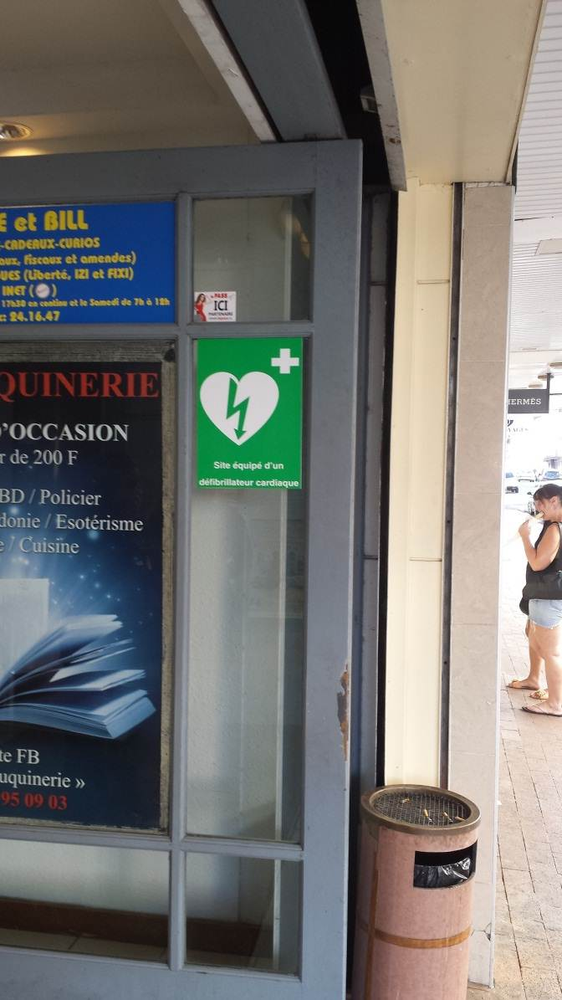 E et BILL
-CADEAUX-CURIOS
aux, fiscaux et amendes)
UES (Liberté, IZI et FIXI)
INET ( )
17h30 en continu et le Samedi de 7h à 12h
: 24.16.47
PASS
ICI
PARTENAIRE
QUINERIE
D'OCCASION
r de 200 F
BD / Policier
donie / Esotérisme
e / Cuisine
te FB
uquinerie »
95 09 03
Site équipé d'un
défibrillateur cardiaque
HERMÈS